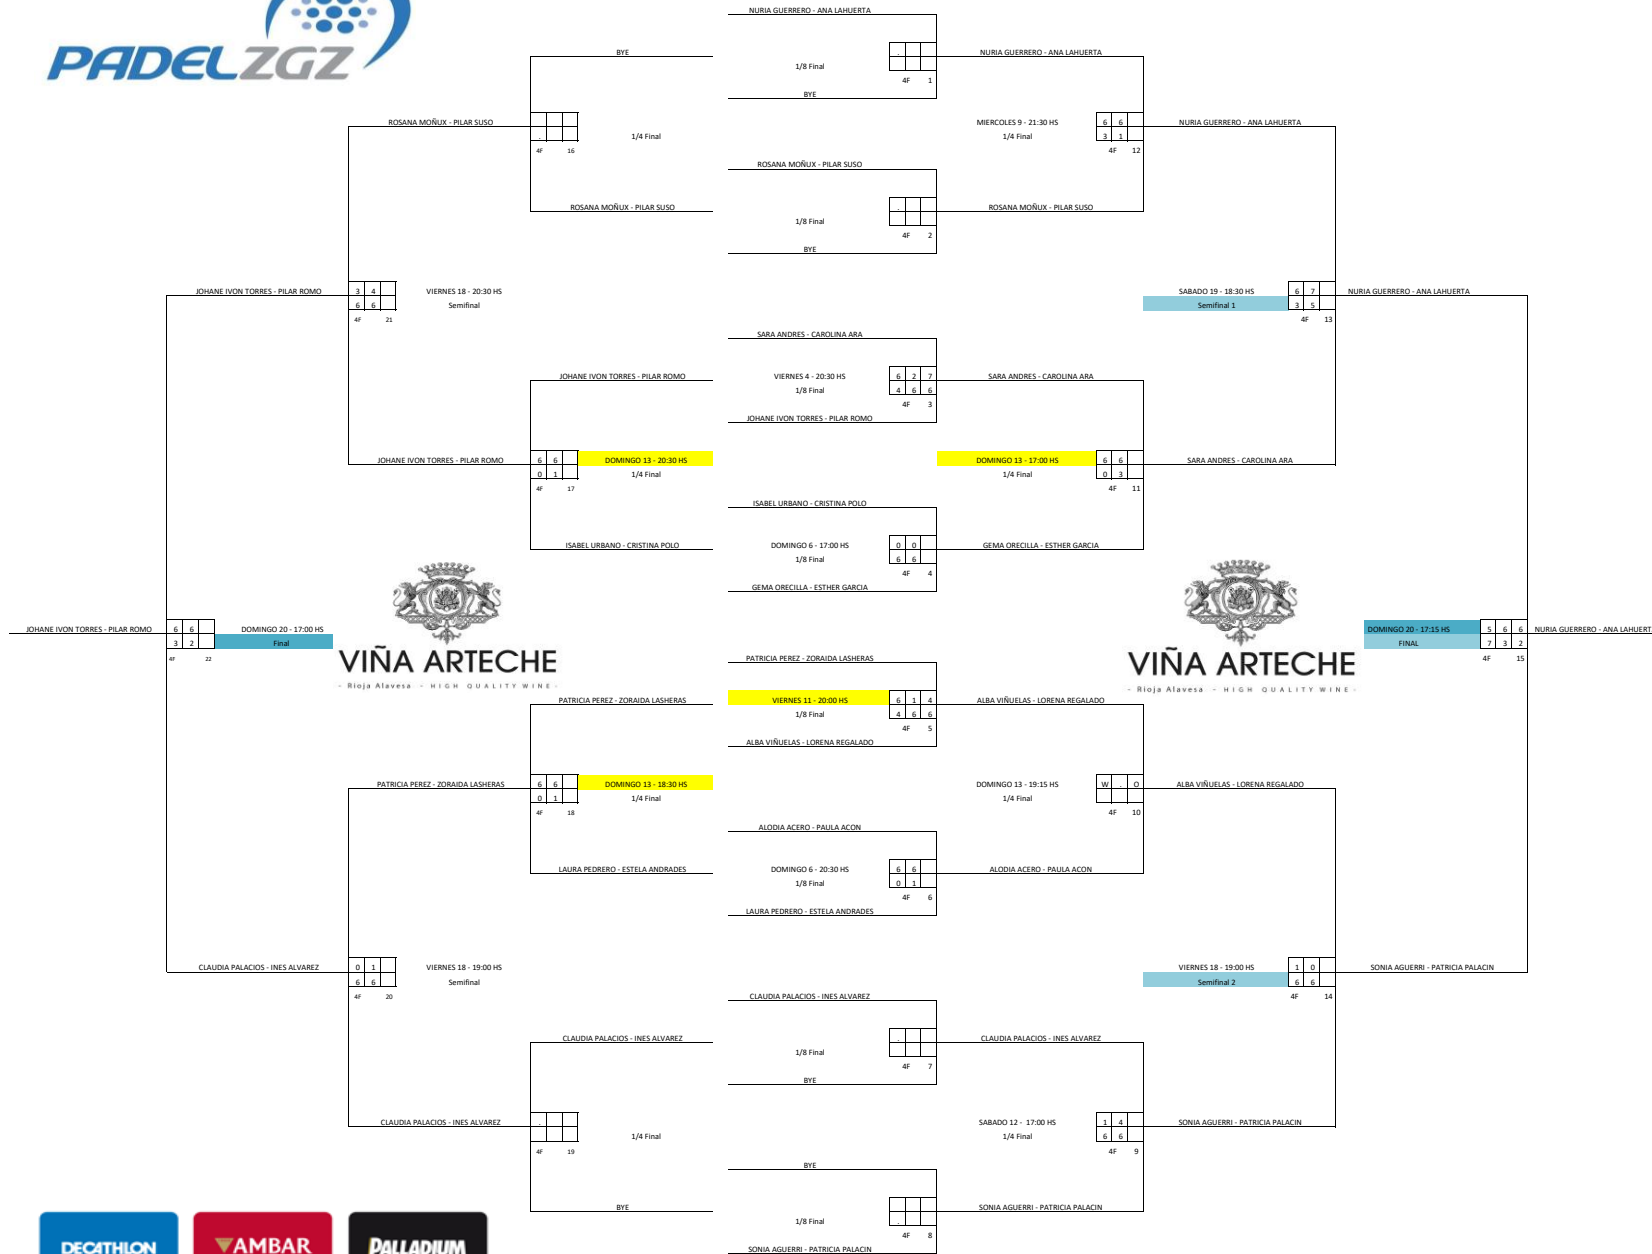 NURIA GUERRERO - ANA LAHUERTA
PADELZGZ
BYE
.
NURIA GUERRERO - ANA LAHUERTA
1/8 Final
4F 1
BYE
ROSANA MOÑUX - PILAR SUSO
MIERCOLES 9 - 21:30 HS
6 6
NURIA GUERRERO - ANA LAHUERTA
.
1/4 Final
1/4 Final
3 1
4F 16
4F 12
ROSANA MOÑUX - PILAR SUSO
ROSANA MOÑUX - PILAR SUSO
.
ROSANA MOÑUX - PILAR SUSO
1/8 Final
4F 2
BYE
JOHANE IVON TORRES - PILAR ROMO
3 4
VIERNES 18 - 20:30 HS
SABADO 19 - 18:30 HS
6 7
NURIA GUERRERO - ANA LAHUERTA
6 6
Semifinal
Semifinal 1
3 5
4F 21
4F 13
SARA ANDRES - CAROLINA ARA
JOHANE IVON TORRES - PILAR ROMO
VIERNES 4 - 20:30 HS
6 2 7
SARA ANDRES - CAROLINA ARA
1/8 Final
4 6 6
4F 3
JOHANE IVON TORRES - PILAR ROMO
JOHANE IVON TORRES - PILAR ROMO
6 6
DOMINGO 13 - 20:30 HS
DOMINGO 13 - 17:00 HS
6 6
SARA ANDRES - CAROLINA ARA
0 1
1/4 Final
1/4 Final
0 3
4F 17
4F 11
ISABEL URBANO - CRISTINA POLO
ISABEL URBANO - CRISTINA POLO
DOMINGO 6 - 17:00 HS
0 0
GEMA ORECILLA - ESTHER GARCIA
1/8 Final
6 6
4F 4
GEMA ORECILLA - ESTHER GARCIA
JOHANE IVON TORRES - PILAR ROMO
6 6
DOMINGO 20 - 17:00 HS
DOMINGO 20 - 17:15 HS
5 6 6
NURIA GUERRERO - ANA LAHUERT
3 2
Final
FINAL
7 3 2
4F 22
4F 15
VIÑA ARTECHE
VIÑA ARTECHE
- Rioja Alavesa - HIGH QUALITY WINE -
- Rioja Alavesa - HIGH QUALITY WINE -
PATRICIA PEREZ - ZORAIDA LASHERAS
PATRICIA PEREZ - ZORAIDA LASHERAS
VIERNES 11 - 20:00 HS
6 1 4
ALBA VIÑUELAS - LORENA REGALADO
1/8 Final
4 6 6
4F 5
ALBA VIÑUELAS - LORENA REGALADO
PATRICIA PEREZ - ZORAIDA LASHERAS
6 6
DOMINGO 13 - 18:30 HS
DOMINGO 13 - 19:15 HS
W . O
ALBA VIÑUELAS - LORENA REGALADO
0 1
1/4 Final
1/4 Final
4F 18
4F 10
ALODIA ACERO - PAULA ACON
LAURA PEDRERO - ESTELA ANDRADES
DOMINGO 6 - 20:30 HS
6 6
ALODIA ACERO - PAULA ACON
1/8 Final
0 1
4F 6
LAURA PEDRERO - ESTELA ANDRADES
CLAUDIA PALACIOS - INES ALVAREZ
0 1
VIERNES 18 - 19:00 HS
VIERNES 18 - 19:00 HS
1 0
SONIA AGUERRI - PATRICIA PALACIN
6 6
Semifinal
Semifinal 2
6 6
4F 20
4F 14
CLAUDIA PALACIOS - INES ALVAREZ
CLAUDIA PALACIOS - INES ALVAREZ
.
CLAUDIA PALACIOS - INES ALVAREZ
1/8 Final
4F 7
BYE
CLAUDIA PALACIOS - INES ALVAREZ
.
SABADO 12 - 17:00 HS
1 4
SONIA AGUERRI - PATRICIA PALACIN
1/4 Final
1/4 Final
6 6
4F 19
4F 9
BYE
BYE
SONIA AGUERRI - PATRICIA PALACIN
1/8 Final
.
4F 8
SONIA AGUERRI - PATRICIA PALACIN
DECATHLON
AMBAR
PALLADIUM